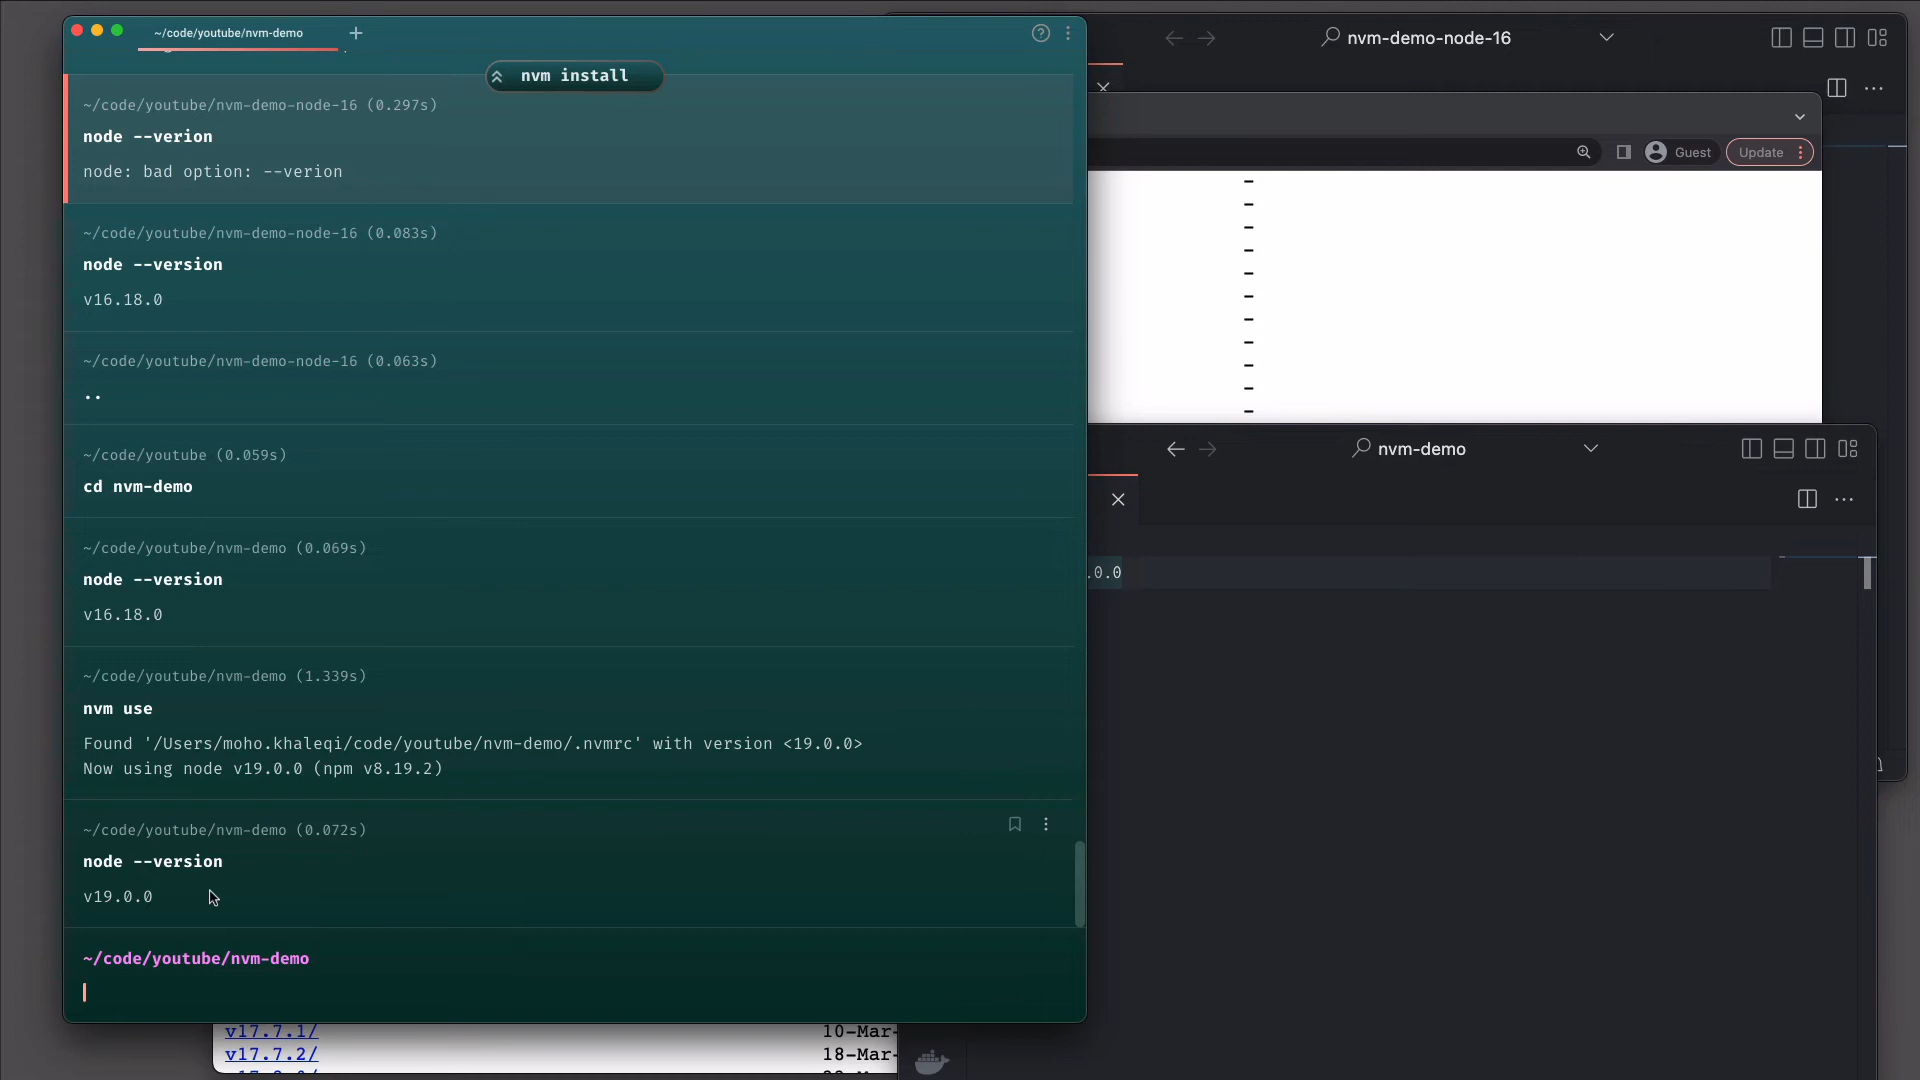 ~/code/youtube/nvm-demo
nvm install
~/code/youtube/nvm-demo-node-16 (0.297s)
node --verion
node: bad option: --verion
~/code/youtube/nvm-demo-node-16 (0.083s)
node --version
v16.18.0
~/code/youtube/nvm-demo-node-16 (0.063s)
..
~/code/youtube (0.059s)
cd nvm-demo
~/code/youtube/nvm-demo (0.069s)
node --version
v16.18.0
~/code/youtube/nvm-demo (1.339s)
nvm use
Found '/Users/moho.khaleqi/code/youtube/nvm-demo/.nvmrc' with version <19.0.0>
Now using node v19.0.0 (npm v8.19.2)
~/code/youtube/nvm-demo (0.072s)
node --version
v19.0.0
~/code/youtube/nvm-demo
nvm-demo-node-16
Guest
Update
-
-
-
-
-
-
-
-
-
-
-
nvm-demo
.0.0
v17.7.1/ 10-Mar-
v17.7.2/ 18-Mar-